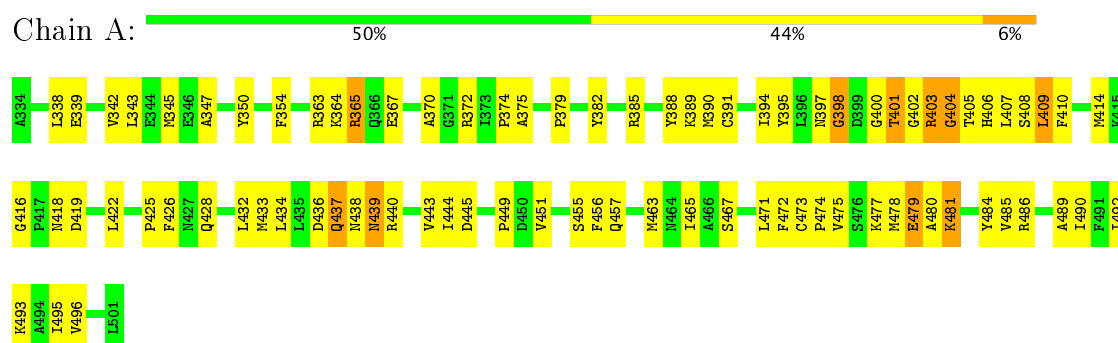 Chain A:
50% 44% 6%
A334 L338 E339 V342 L343 E344 M345 E346 A347 Y350 F354 R363 K364 R365 Q366 E367 A370 G371 R372 I373 P374 A375 P379 Y382 R385 Y388 K389 M390 C391 I394 Y395 L396 N397 G398 D399 G400 T401 G402 R403 G404 T405 H406 L407 S408 L409 F410 M414 K415
G416 P417 N418 D419 L422 P425 F426 N427 Q428 L432 M433 L434 L435 D436 Q437 N438 N439 R440 V443 I444 D445 P449 D450 V451 S455 F456 Q457 M463 N464 I465 A466 S467 L471 F472 C473 P474 V475 S476 K477 M478 E479 A480 K481 Y484 V485 R486 A489 I490 F491
K493 A494 I495 V496 L501